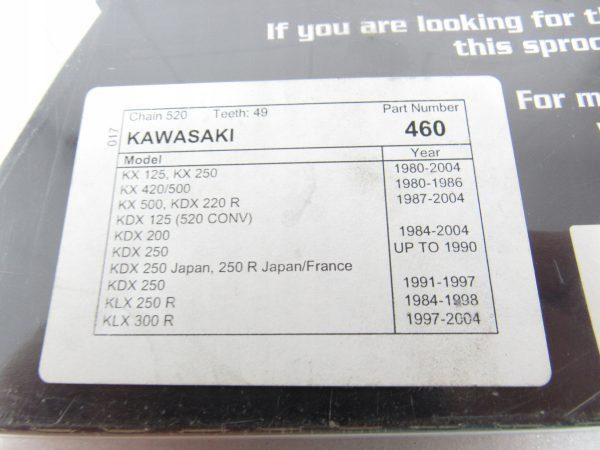 If you are looking for t
this sproc
For m
Chain 520 Teeth: 49 Part Number
017
KAWASAKI 460
Model Year
KX 125, KX 250 1980-2004
KX 420/500 1980-1986
KX 500, KDX 220 R 1987-2004
KDX 125 (520 CONV)
KDX 200 1984-2004
KDX 250 UP TO 1990
KDX 250 Japan, 250 R Japan/France
KDX 250 1991-1997
KLX 250 R 1984-1998
KLX 300 R 1997-2004